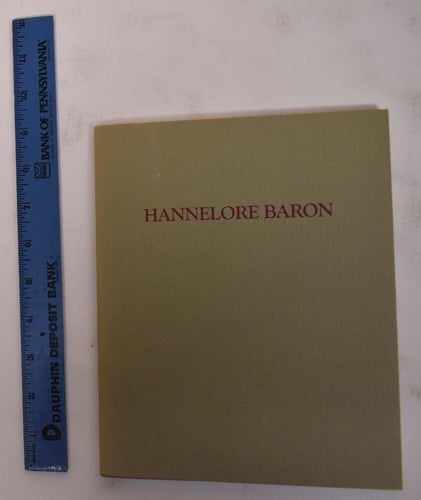 BANK OF PENNSYLVANIA
DAUPHIN DEPOSIT BANK
HANNELORE BARON